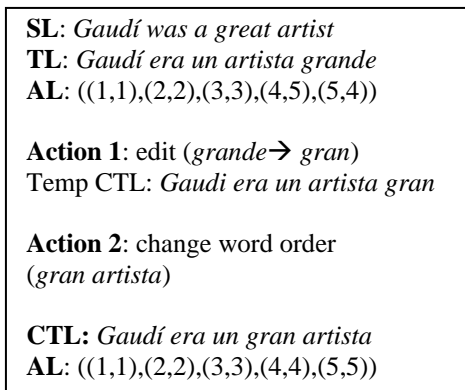 SL: Gaudí was a great artist
TL: Gaudí era un artista grande
AL: ((1,1),(2,2),(3,3),(4,5),(5,4))
Action 1: edit (grande→ gran)
Temp CTL: Gaudi era un artista gran
Action 2: change word order
(gran artista)
CTL: Gaudí era un gran artista
AL: ((1,1),(2,2),(3,3),(4,4),(5,5))